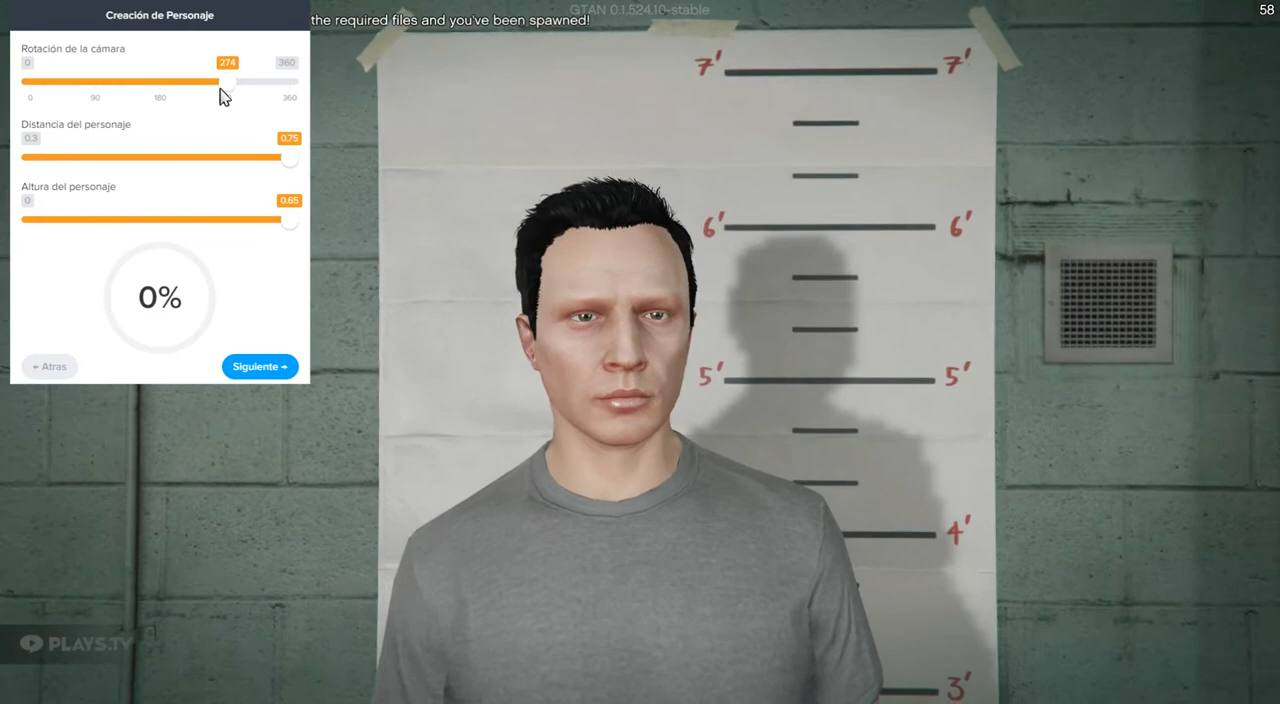 GTAN 0.1.524.10-stable
58
the required files and you've been spawned!
Creación de Personaje
Rotación de la cámara
0 274 360
0 90 180 360
Distancia del personaje
0.3 0.75
Altura del personaje
0 0.65
0%
← Atras
Siguiente →
7' 7'
6' 6'
5' 5'
4'
3'
PLAYS.TV